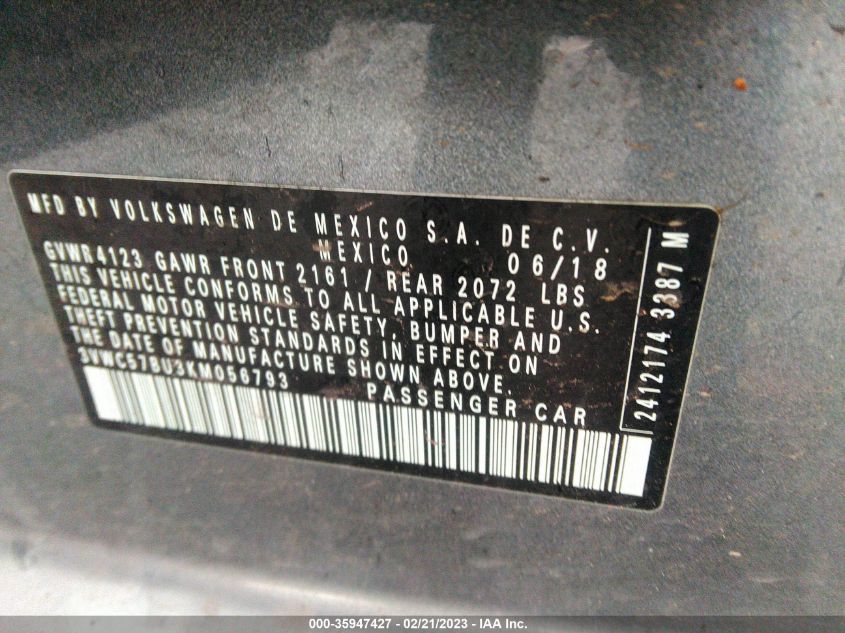 MFD BY VOLKSWAGEN DE MEXICO S.A. DE C.V.
MEXICO 06/18
GVWR 4123 GAWR FRONT 2161 / REAR 2072 LBS
THIS VEHICLE CONFORMS TO ALL APPLICABLE U.S.
FEDERAL MOTOR VEHICLE SAFETY, BUMPER AND
THEFT PREVENTION STANDARDS IN EFFECT ON
THE DATE OF MANUFACTURE SHOWN ABOVE.
3VWC57BU3KM056793 PASSENGER CAR
2412174 3387 M
000-35947427 - 02/21/2023 - IAA Inc.